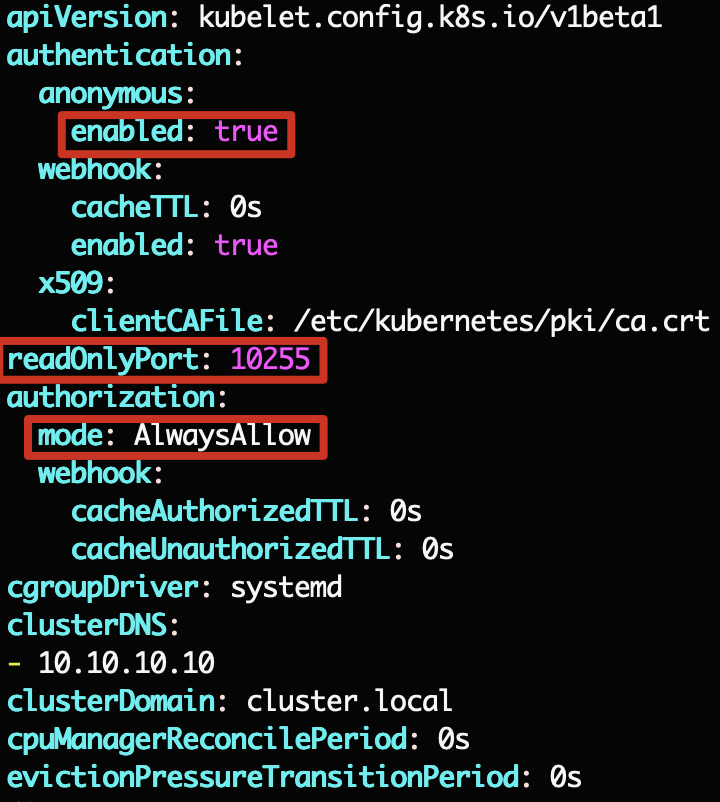 apiVersion: kubelet.config.k8s.io/v1beta1
authentication:
  anonymous:
    enabled: true
  webhook:
    cacheTTL: 0s
    enabled: true
  x509:
    clientCAFile: /etc/kubernetes/pki/ca.crt
readOnlyPort: 10255
authorization:
  mode: AlwaysAllow
  webhook:
    cacheAuthorizedTTL: 0s
    cacheUnauthorizedTTL: 0s
cgroupDriver: systemd
clusterDNS:
- 10.10.10.10
clusterDomain: cluster.local
cpuManagerReconcilePeriod: 0s
evictionPressureTransitionPeriod: 0s